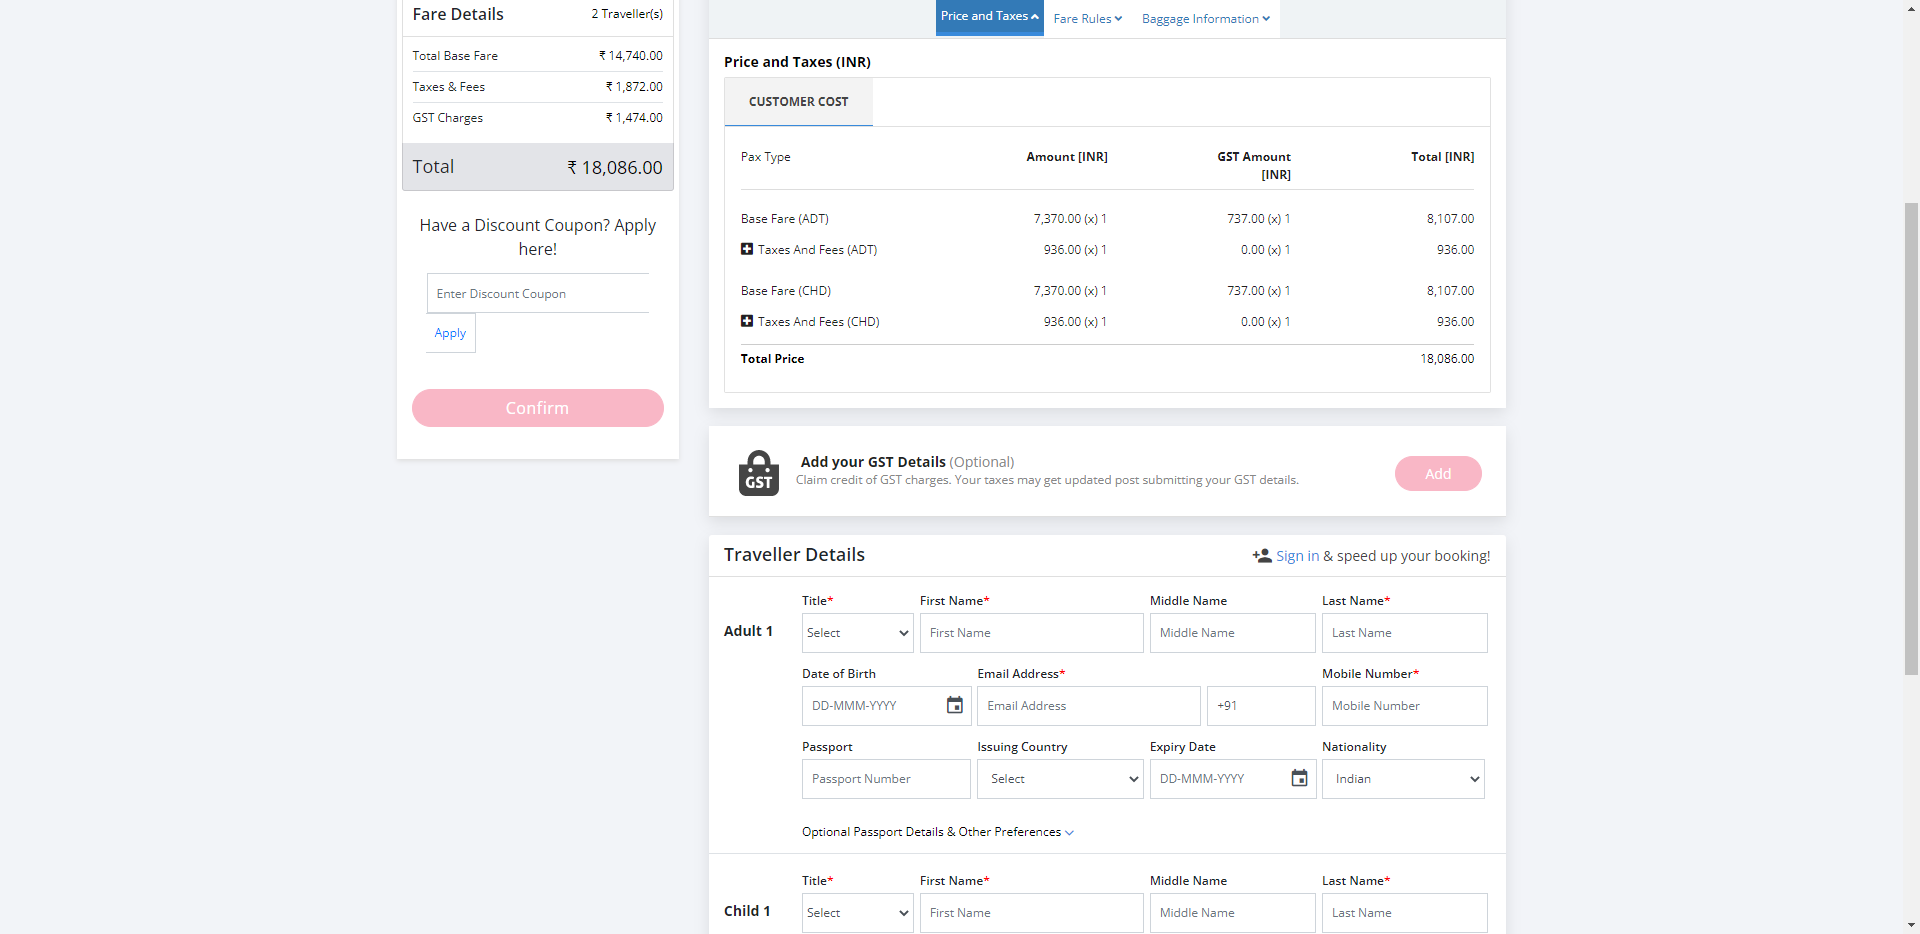 Fare Details 2 Traveller(s)
Total Base Fare ₹ 14,740.00
Taxes & Fees ₹ 1,872.00
GST Charges ₹ 1,474.00
Total ₹ 18,086.00
Have a Discount Coupon? Apply
here!
Enter Discount Coupon
Apply
Confirm
Price and Taxes Fare Rules Baggage Information
Price and Taxes (INR)
CUSTOMER COST
Pax Type Amount [INR] GST Amount Total [INR]
[INR]
Base Fare (ADT) 7,370.00 (x) 1 737.00 (x) 1 8,107.00
Taxes And Fees (ADT) 936.00 (x) 1 0.00 (x) 1 936.00
Base Fare (CHD) 7,370.00 (x) 1 737.00 (x) 1 8,107.00
Taxes And Fees (CHD) 936.00 (x) 1 0.00 (x) 1 936.00
Total Price 18,086.00
GST
Add your GST Details (Optional)
Claim credit of GST charges. Your taxes may get updated post submitting your GST details.
Add
Traveller Details Sign in & speed up your booking!
Title* First Name* Middle Name Last Name*
Adult 1 Select First Name Middle Name Last Name
Date of Birth Email Address* Mobile Number*
DD-MMM-YYYY Email Address +91 Mobile Number
Passport Issuing Country Expiry Date Nationality
Passport Number Select DD-MMM-YYYY Indian
Optional Passport Details & Other Preferences
Title* First Name* Middle Name Last Name*
Child 1 Select First Name Middle Name Last Name